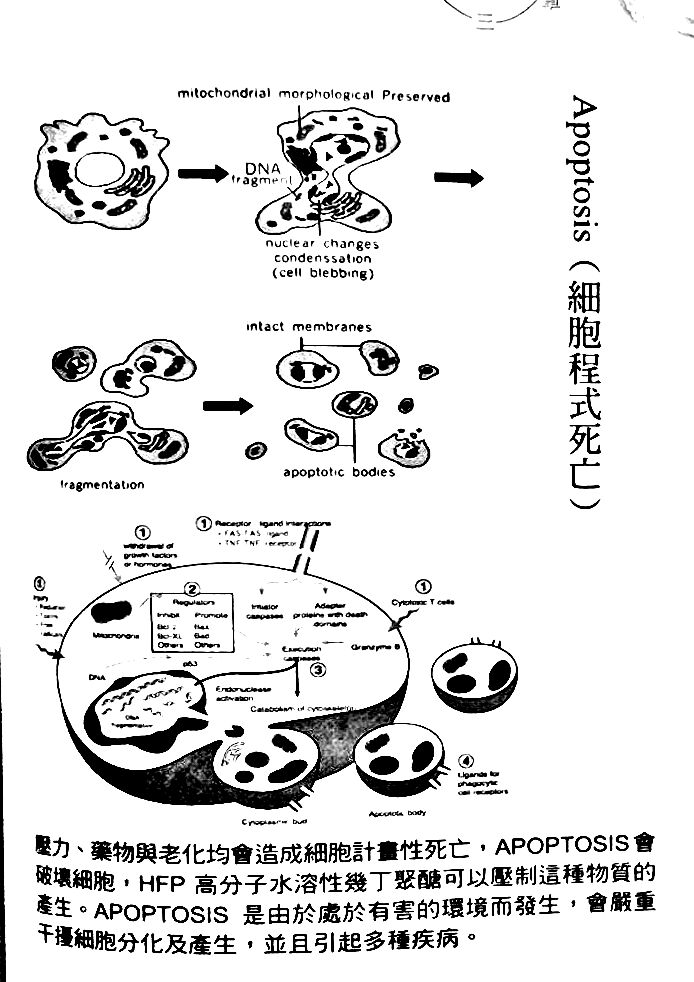 三
Apoptosis（細胞程式死亡）
mitochondrial morphological Preserved
DNA
fragment
nuclear changes
condenssation
(cell blebbing)
intact membranes
fragmentation
apoptotic bodies
① Receptor ligand interactions
• FAS FAS ligand
• TNF TNF receptor
①
withdrawal of
growth factors
or hormones
①
Injury
②
Regulators
Inhibit Promote
Bcl-2 Bax
Bcl-XL Bad
Others Others
Initiator
caspases
Adapter
proteins with death
domains
①
Cytotoxic T cells
Mitochondria
Granzyme B
Execution
caspases
③
p53
DNA
Endonuclease
activation
Catabolism of cytoskeleton
DNA
fragmentation
④
Ligands for
phagocytic
cell receptors
Cytoplasmic bud
Apoptotic body
壓力、藥物與老化均會造成細胞計畫性死亡，APOPTOSIS會
破壞細胞，HFP 高分子水溶性幾丁聚醣可以壓制這種物質的
產生。APOPTOSIS 是由於處於有害的環境而發生，會嚴重
干擾細胞分化及產生，並且引起多種疾病。